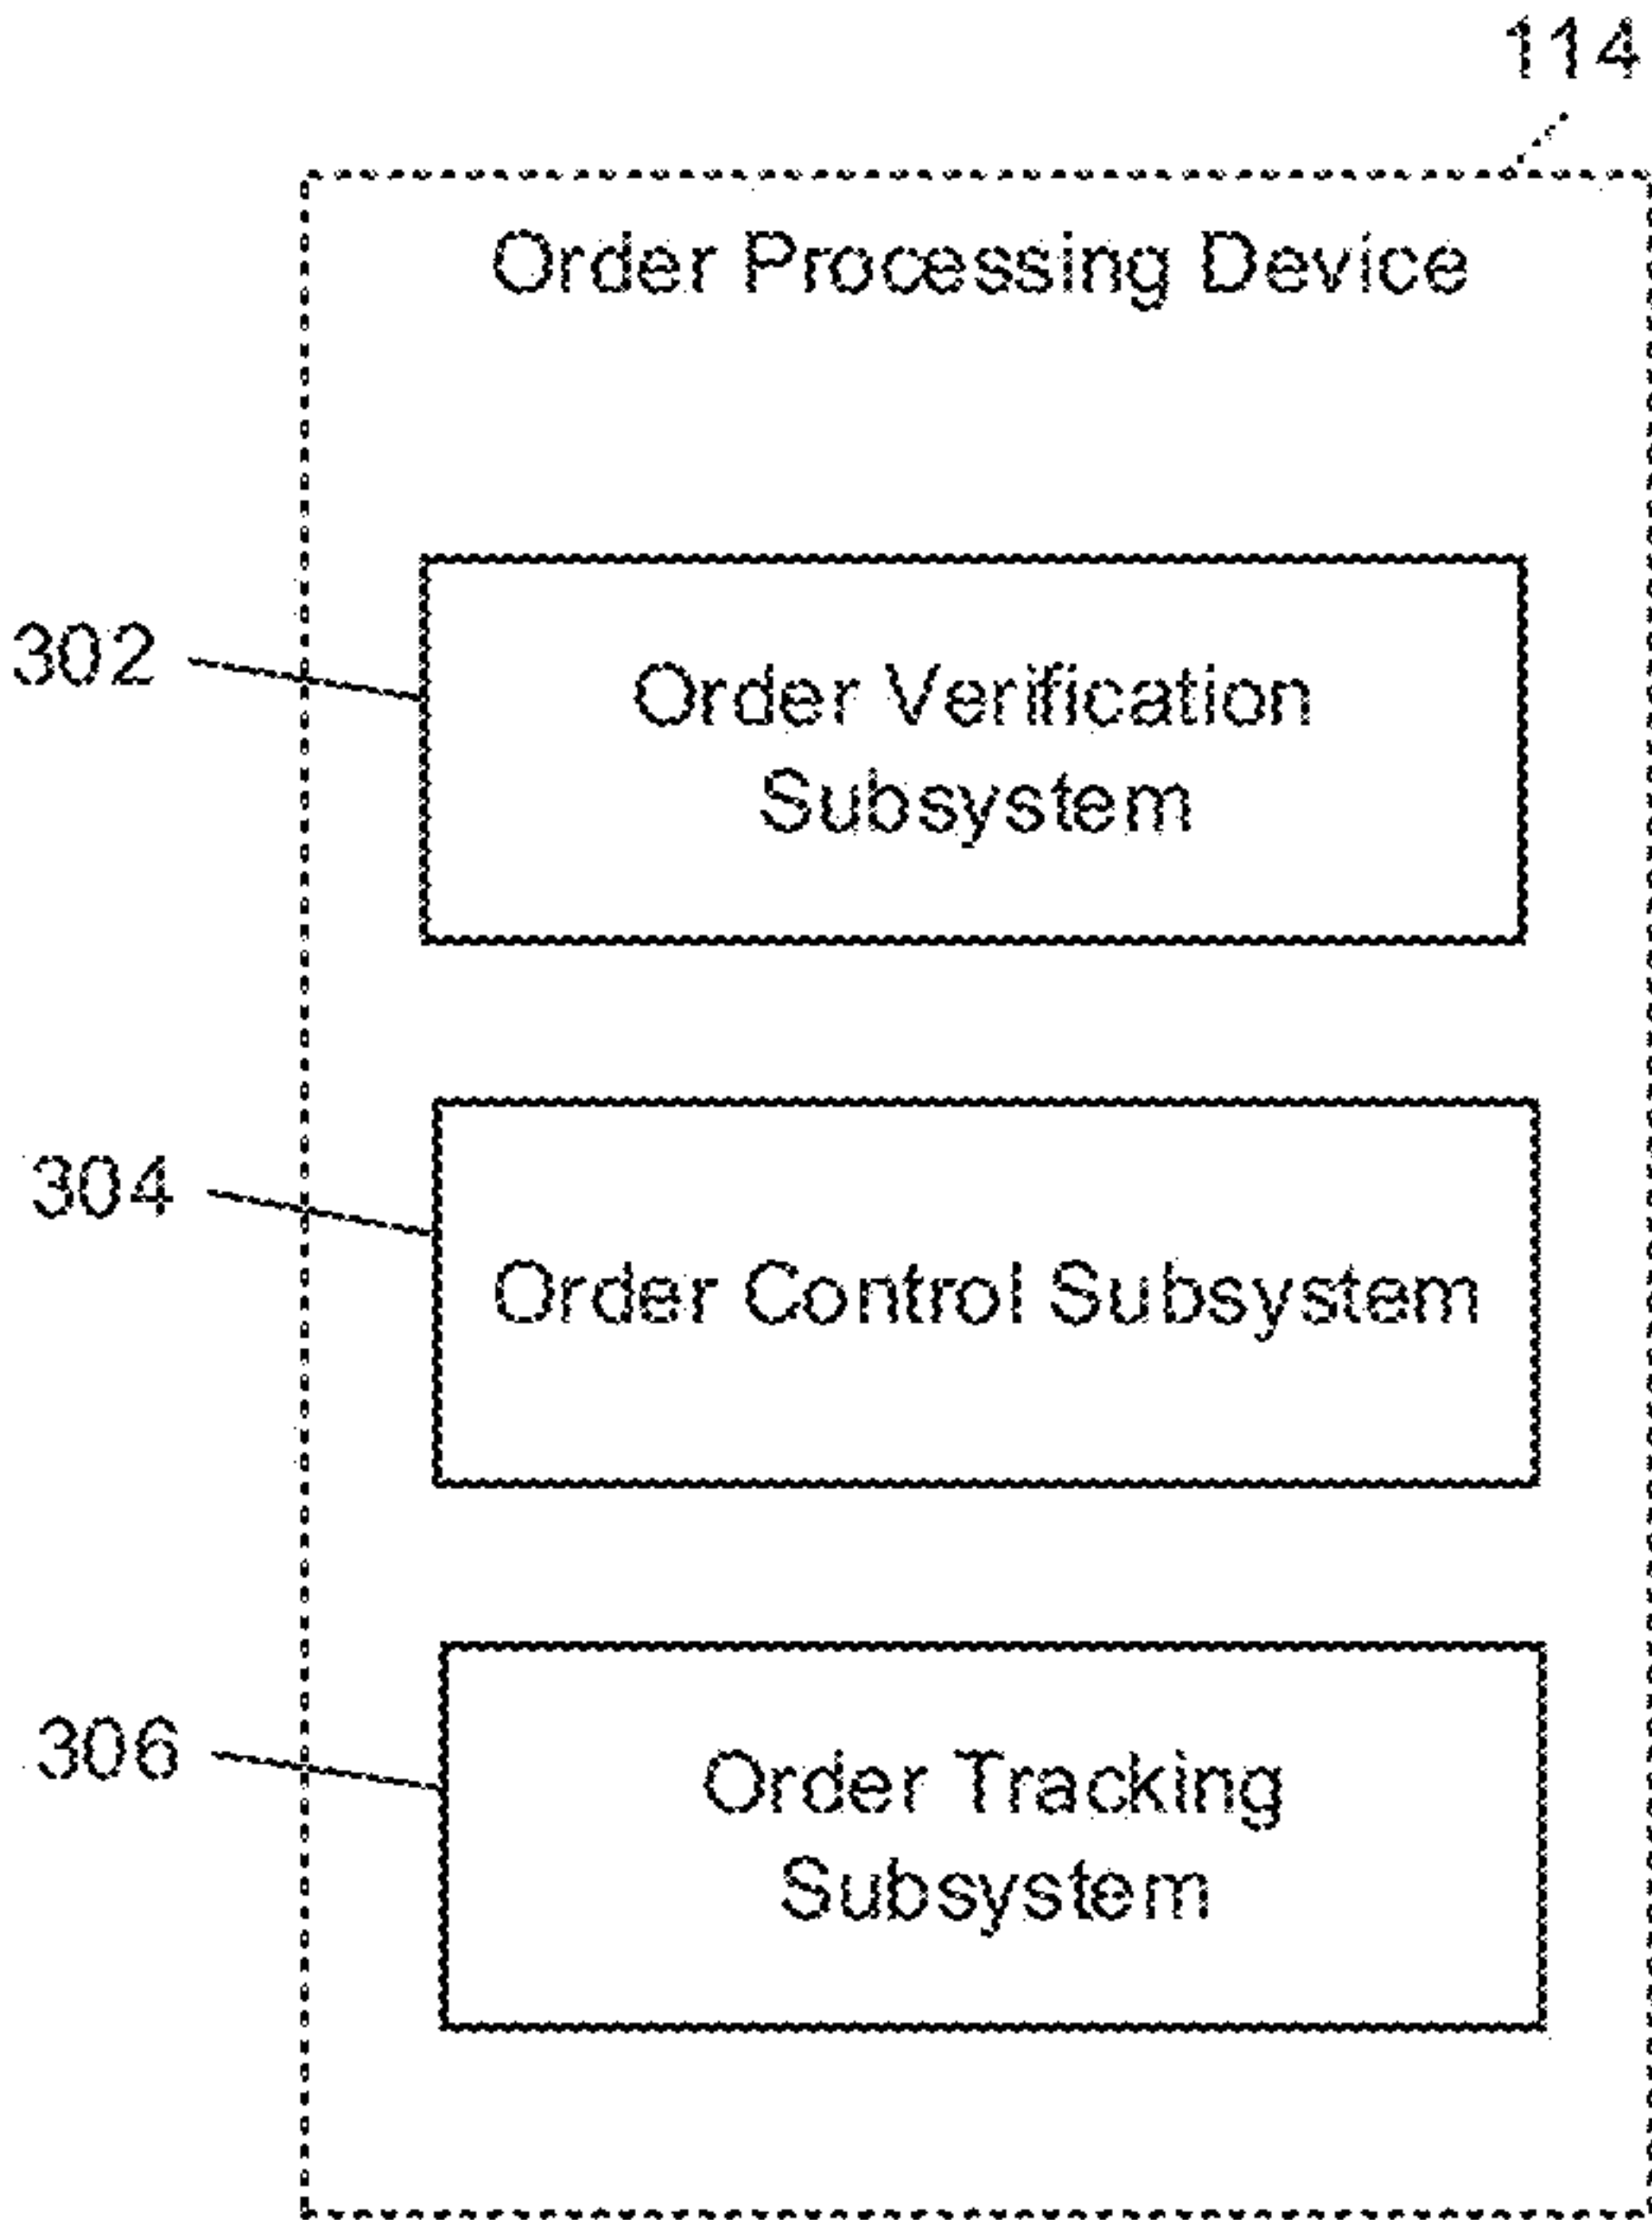 114
Order Processing Device
302
Order Verification
Subsystem
304
Order Control Subsystem
306
Order Tracking
Subsystem